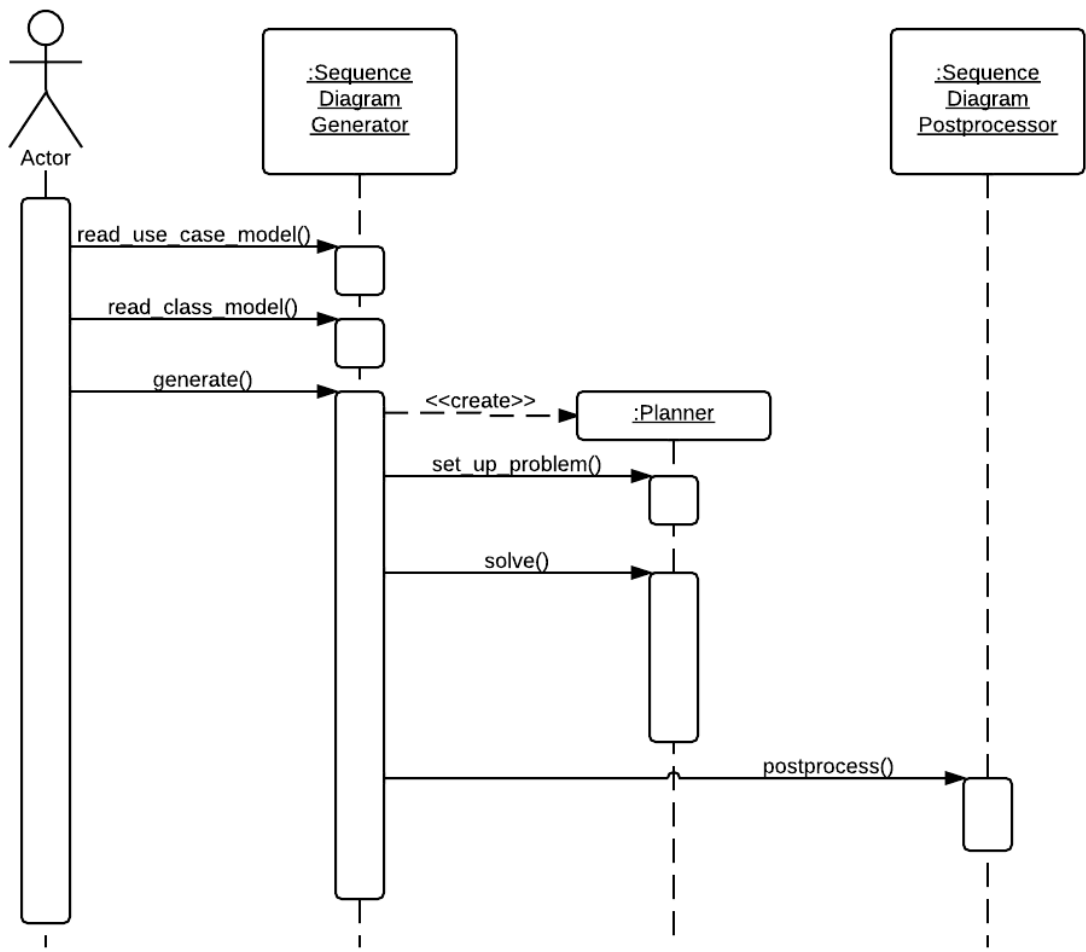 :Sequence
Diagram
Generator
:Sequence
Diagram
Postprocessor
Actor
read_use_case_model()
read_class_model()
generate()
<<create>>
:Planner
set_up_problem()
solve()
postprocess()